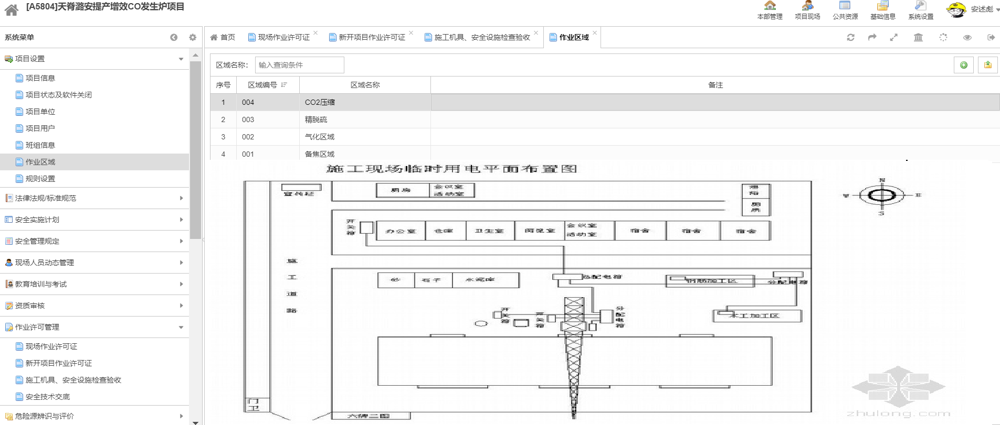 [A5804]天脊潞安提产增效CO发生炉项目
本部管理
项目现场
公共资源
基础信息
系统设置
安述彪
系统菜单
首页
现场作业许可证
新开项目作业许可证
施工机具、安全设施检查验收
作业区域
项目设置
项目信息
项目状态及软件关闭
项目单位
项目用户
班组信息
作业区域
规则设置
法律法规/标准规范
安全实施计划
安全管理规定
现场人员动态管理
教育培训与考试
资质审核
作业许可管理
现场作业许可证
新开项目作业许可证
施工机具、安全设施检查验收
安全技术交底
危险源辨识与评价
区域名称：
输入查询条件
序号 区域编号 区域名称 备注
1 004 CO2压缩
2 003 精脱硫
3 002 气化区域
4 001 备焦区域
施工现场临时用电平面布置图
宣传栏
厨房
会议室
活动室
厕所
N
W
E
S
开关箱
办公室
仓库
卫生室
阅览室
会议室
活动室
宿舍
宿舍
宿舍
施工道路
砂
石子
水泥库
总配电箱
钢筋加工区
分配电箱
开关箱
开关箱
分配电箱
木工加工区
门卫
六牌二图
zhulong.com